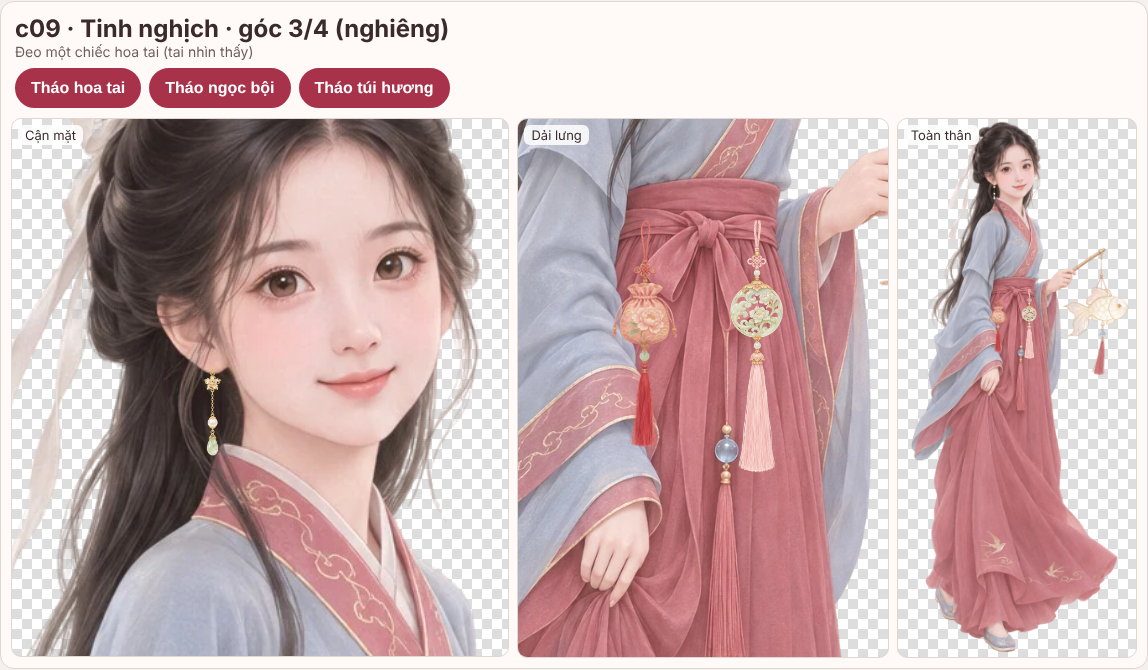 c09 · Tinh nghịch · góc 3/4 (nghiêng)
Đeo một chiếc hoa tai (tai nhìn thấy)
Tháo hoa tai
Tháo ngọc bội
Tháo túi hương
Cận mặt
Dải lưng
Toàn thân